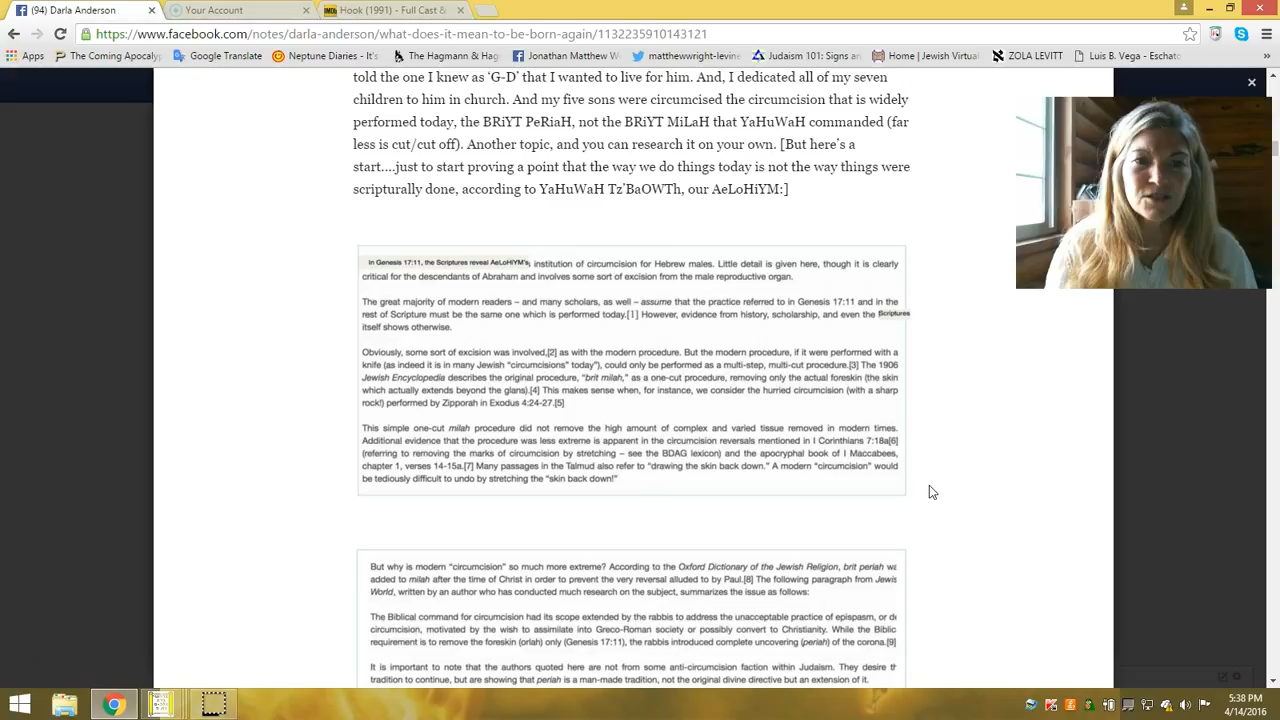 (94) Darla Anderson
Your Account
Hook (1991) - Full Cast &
https://www.facebook.com/notes/darla-anderson/what-does-it-mean-to-be-born-again/1132235910143121
Apps
P The Coming Apocalyp
Google Translate
Neptune Diaries : It's
The Hagmann & Hag
Jonathan Matthew
mattthewwright -
Judaism 101: Signs an
Home | Jewish Virtual
ZOLA LEVITT
Luis B. Vega - Eschato
told the one I knew as ‘G-D’ that I wanted to live for him. And, I dedicated all of my seven
children to him in church. And my five sons were circumcised the circumcision that is widely
performed today, the BRiYT PeRiaH, not the BRiYT MiLaH that YaHuWaH commanded (far
less is cut/cut off). Another topic, and you can research it on your own. [But here’s a
start….just to start proving a point that the way we do things today is not the way things were
scripturally done, according to YaHuWaH Tz’BaOWTh, our AeLoHiYM:]
In Genesis 17:11, the Scriptures reveal AeLoHiYM's institution of circumcision for Hebrew males. Little detail is given here, though it is clearly
critical for the descendants of Abraham and involves some sort of excision from the male reproductive organ.
The great majority of modern readers – and many scholars, as well – assume that the practice referred to in Genesis 17:11 and in the
rest of Scripture must be the same one which is performed today.[1] However, evidence from history, scholarship, and even the Scriptures
itself shows otherwise.
Obviously, some sort of excision was involved,[2] as with the modern procedure. But the modern procedure, if it were performed with a
knife (as indeed it is in many Jewish “circumcisions” today”), could only be performed as a multi-step, multi-cut procedure.[3] The 1906
Jewish Encyclopedia describes the original procedure, “brit milah,” as a one-cut procedure, removing only the actual foreskin (the skin
which actually extends beyond the glans).[4] This makes sense when, for instance, we consider the hurried circumcision (with a sharp
rock!) performed by Zipporah in Exodus 4:24-27.[5]
This simple one-cut milah procedure did not remove the high amount of complex and varied tissue removed in modern times.
Additional evidence that the procedure was less extreme is apparent in the circumcision reversals mentioned in I Corinthians 7:18a[6]
(referring to removing the marks of circumcision by stretching – see the BDAG lexicon) and the apocryphal book of I Maccabees,
chapter 1, verses 14-15a.[7] Many passages in the Talmud also refer to “drawing the skin back down.” A modern “circumcision” would
be tediously difficult to undo by stretching the “skin back down!”
But why is modern “circumcision” so much more extreme? According to the Oxford Dictionary of the Jewish Religion, brit periah wa
added to milah after the time of Christ in order to prevent the very reversal alluded to by Paul.[8] The following paragraph from Jewis
World, written by an author who has conducted much research on the subject, summarizes the issue as follows:
The Biblical command for circumcision had its scope extended by the rabbis to address the unacceptable practice of epispasm, or de
circumcision, motivated by the wish to assimilate into Greco-Roman society or possibly convert to Christianity. While the Biblic
requirement is to remove the foreskin (orlah) only (Genesis 17:11), the rabbis introduced complete uncovering (periah) of the corona.[9]
It is important to note that the authors quoted here are not from some anti-circumcision faction within Judaism. They desire th
tradition to continue, but are showing that periah is a man-made tradition, not the original divine directive but an extension of it.
5:38 PM
4/14/2016